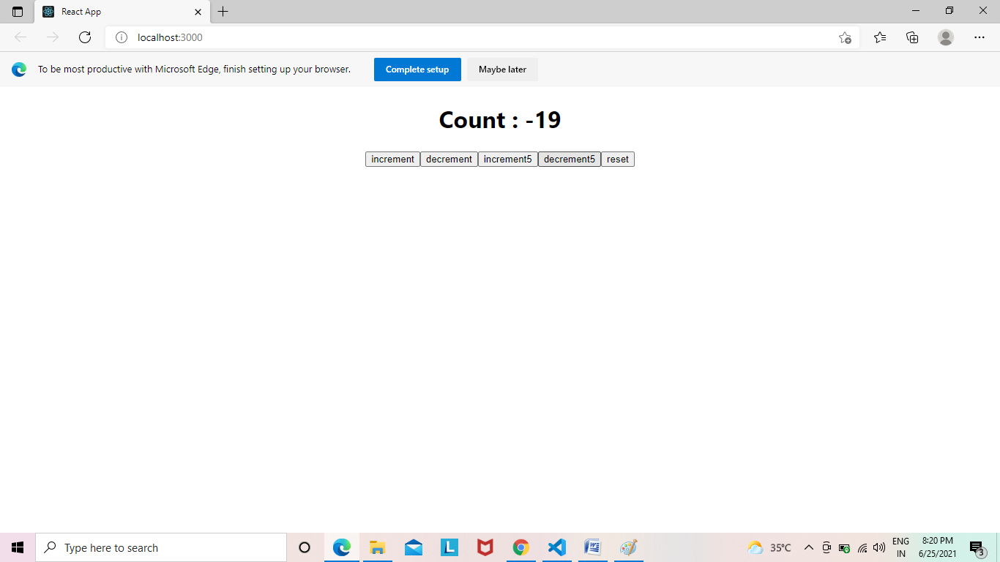 React App
localhost:3000
To be most productive with Microsoft Edge, finish setting up your browser. Complete setup Maybe later
Count : -19
increment decrement increment5 decrement5 reset
Type here to search
L
W
35°C
ENG
IN
8:20 PM
6/25/2021
3